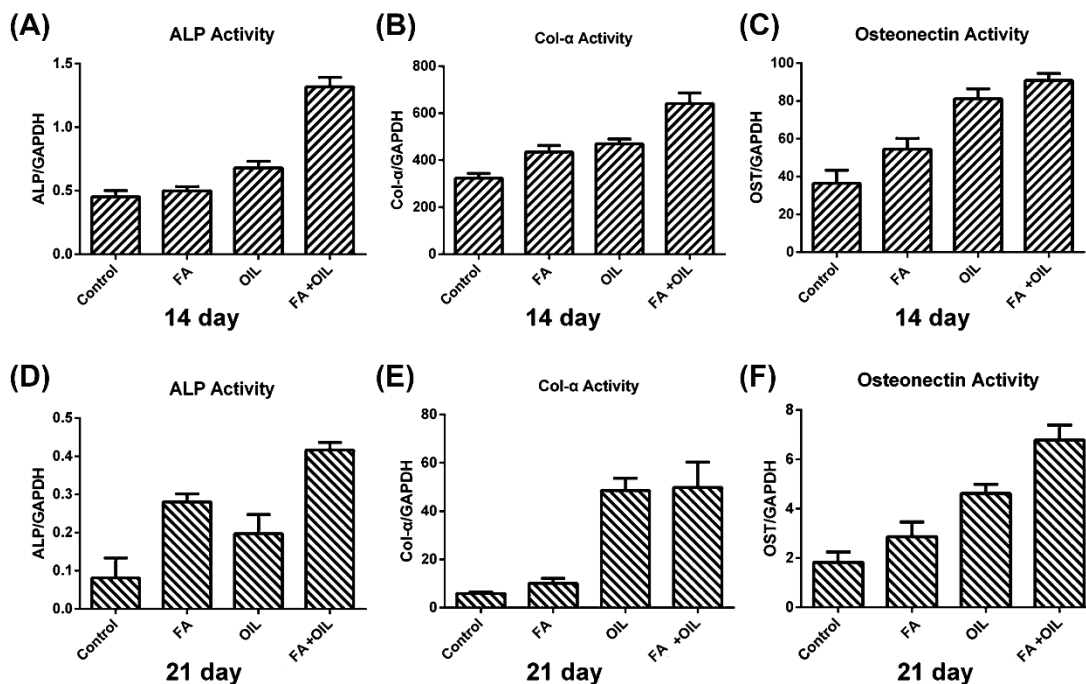 (A)
ALP Activity
ALP/GAPDH
1.5
1.0
0.5
0.0
Control
FA
OIL
FA +OIL
14 day
(B)
Col-α Activity
Col-α/GAPDH
800
600
400
200
0
Control
FA
OIL
FA +OIL
14 day
(C)
Osteonectin Activity
OST/GAPDH
100
80
60
40
20
0
Control
FA
OIL
FA +OIL
14 day
(D)
ALP Activity
ALP/GAPDH
0.5
0.4
0.3
0.2
0.1
0.0
Control
FA
OIL
FA +OIL
21 day
(E)
Col-α Activity
Col-α/GAPDH
80
60
40
20
0
Control
FA
OIL
FA +OIL
21 day
(F)
Osteonectin Activity
OST/GAPDH
8
6
4
2
0
Control
FA
OIL
FA +OIL
21 day